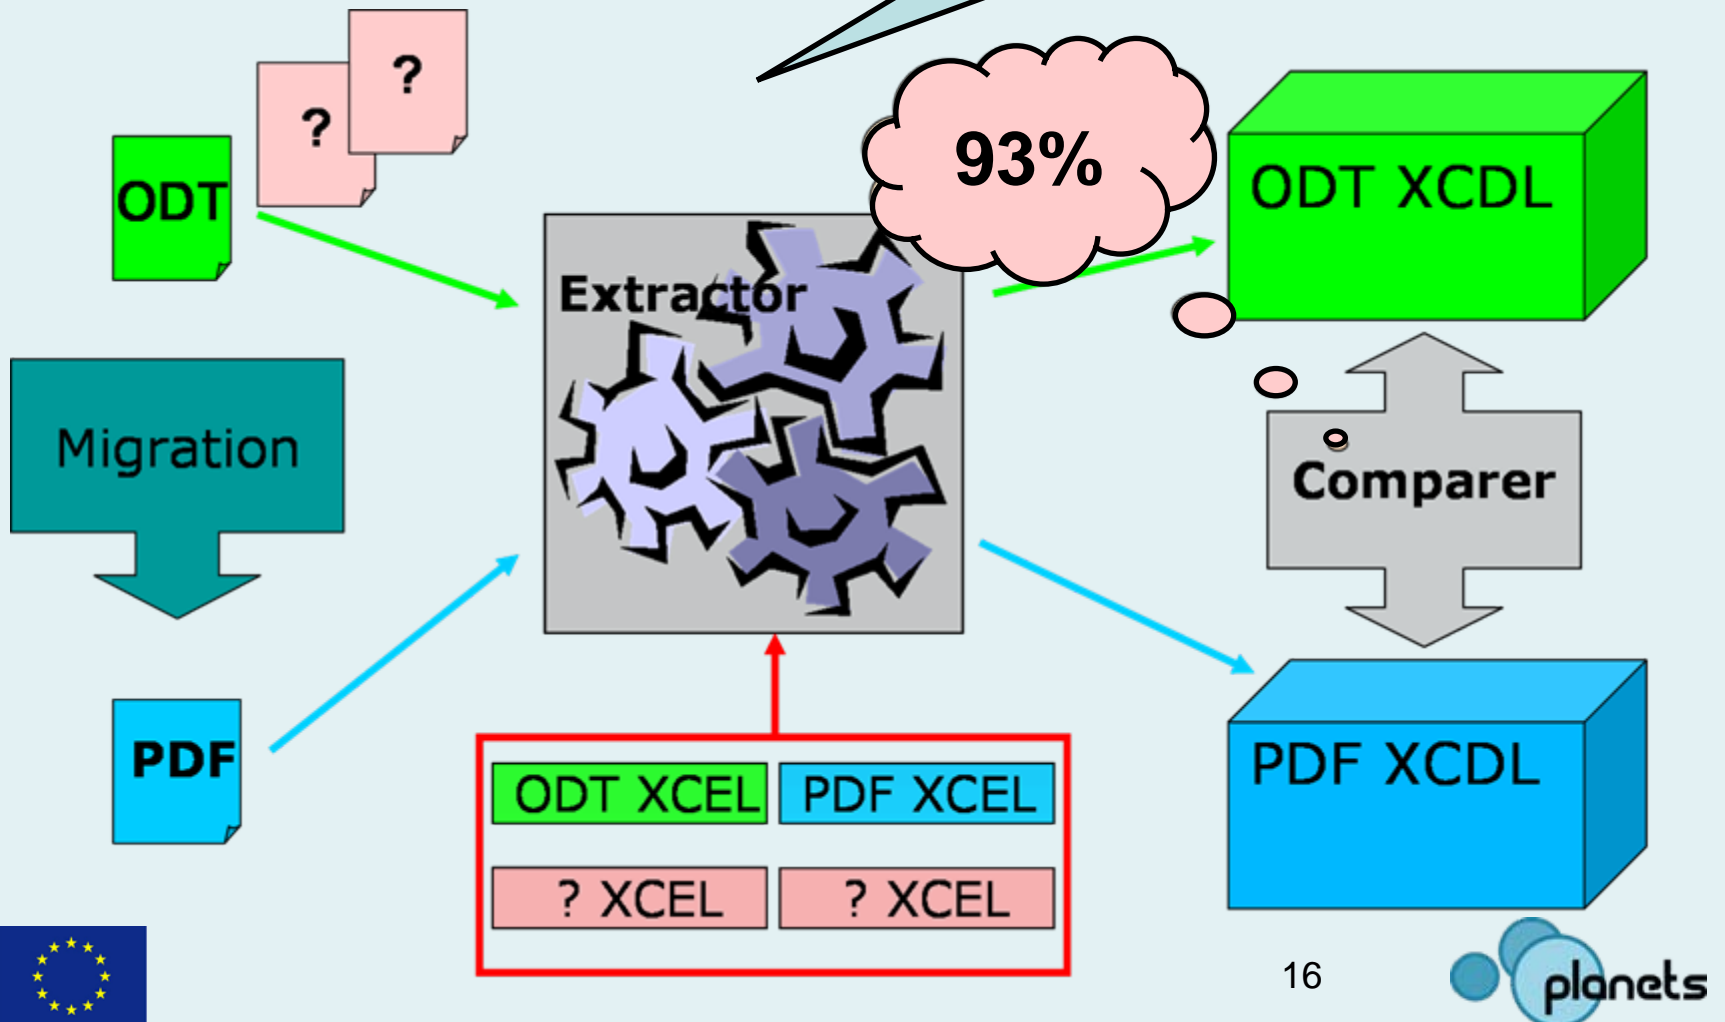 ?
?
ODT
93%
ODT XCDL
Extractor
Migration
Comparer
PDF
PDF XCDL
ODT XCEL
PDF XCEL
? XCEL
? XCEL
16
planets